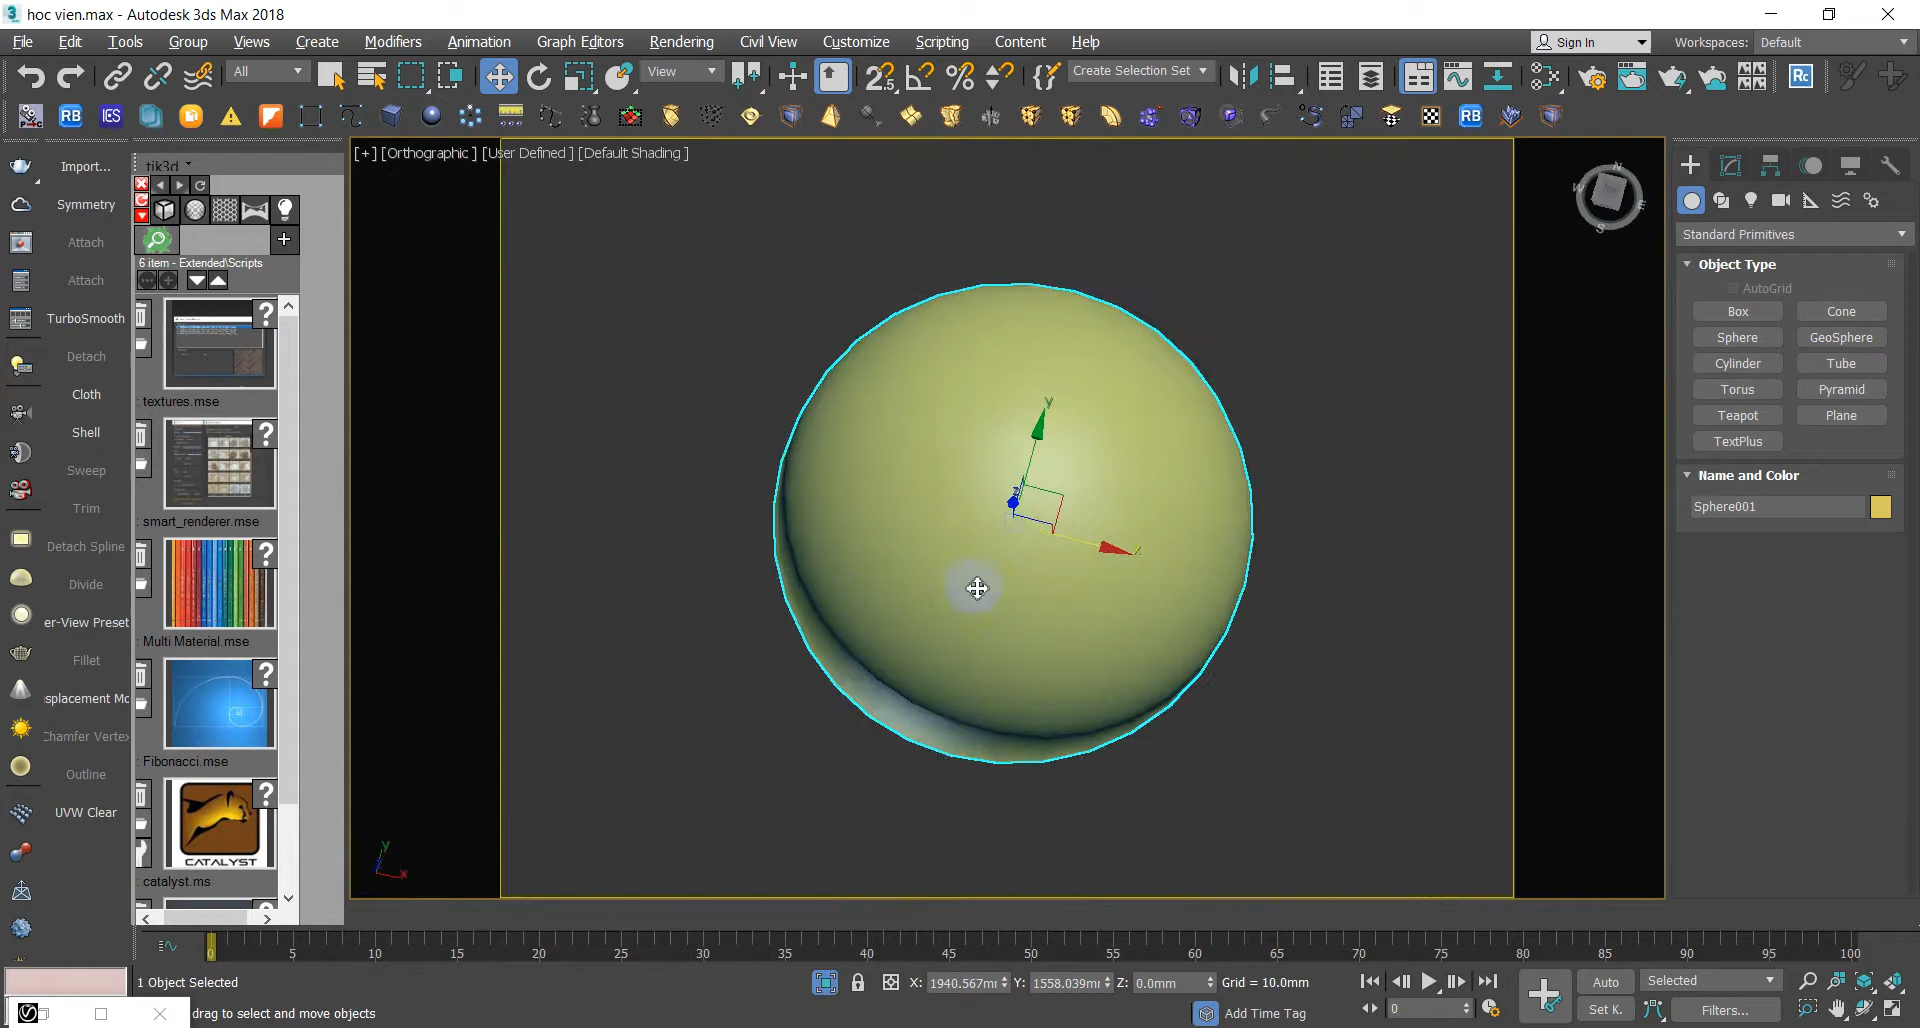 hoc vien.max - Autodesk 3ds Max 2018
File Edit Tools Group Views Create Modifiers Animation Graph Editors Rendering Civil View Customize Scripting Content Help
Sign In Workspaces: Default
All View Create Selection Set
[+] [Orthographic] [User Defined] [Default Shading]
Import...
Symmetry
Attach
Attach
TurboSmooth
Detach
Cloth
Shell
Sweep
Trim
Detach Spline
Divide
er-View Preset
Fillet
splacement Mo
Chamfer Vertex
Outline
UVW Clear
tik3d
6 item - Extended\Scripts
textures.mse
smart_renderer.mse
Multi Material.mse
Fibonacci.mse
CATALYST
catalyst.ms
Standard Primitives
Object Type
AutoGrid
Box Cone
Sphere GeoSphere
Cylinder Tube
Torus Pyramid
Teapot Plane
TextPlus
Name and Color
Sphere001
0 5 10 15 20 25 30 35 40 45 50 55 60 65 70 75 80 85 90 95 100
1 Object Selected X: 1940.567m Y: 1558.039m Z: 0.0mm Grid = 10.0mm Auto Selected
drag to select and move objects Add Time Tag 0 Set K. Filters...